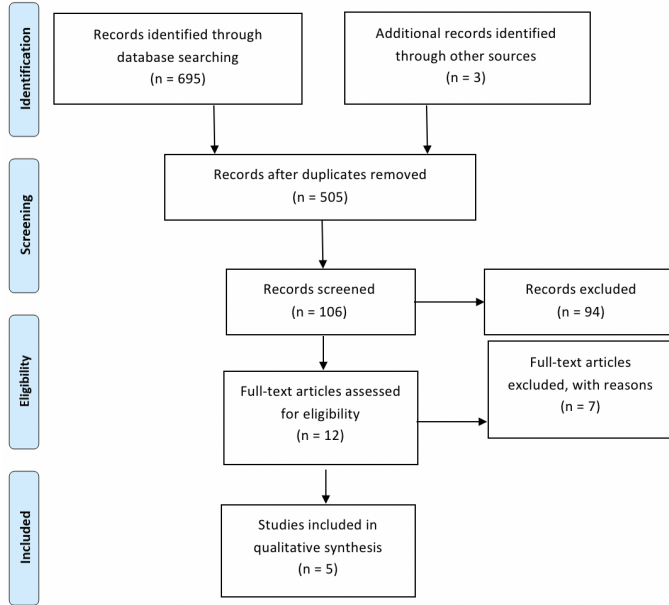 Identification
Records identified through
database searching
(n = 695)
Additional records identified
through other sources
(n = 3)
Screening
Records after duplicates removed
(n = 505)
Records screened
(n = 106)
Records excluded
(n = 94)
Eligibility
Full-text articles assessed
for eligibility
(n = 12)
Full-text articles
excluded, with reasons
(n = 7)
Included
Studies included in
qualitative synthesis
(n = 5)